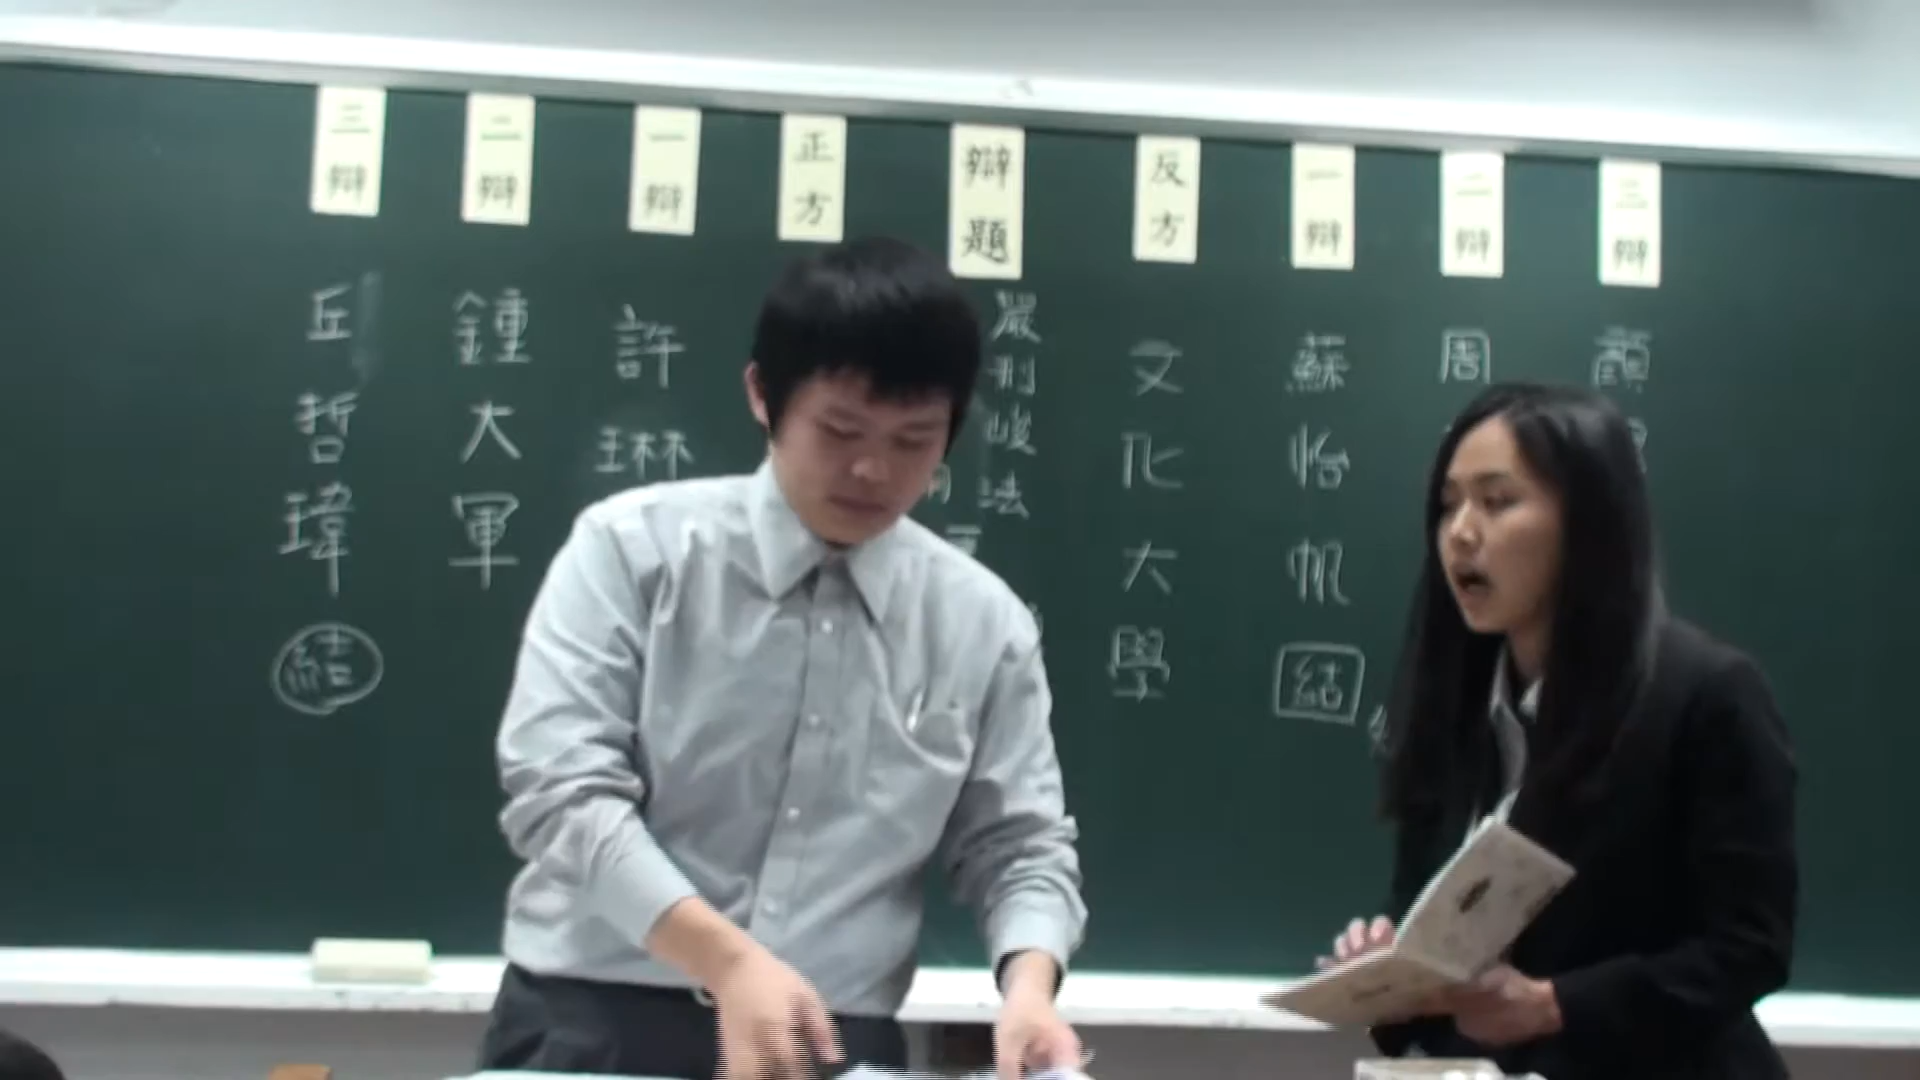 三辯
丘哲瑋
結
二辯
鍾大軍
一辯
許琳
正方
辯題
嚴刑峻法
反方
文化大學
一辯
蘇怡帆
結
二辯
周
三辯
顏